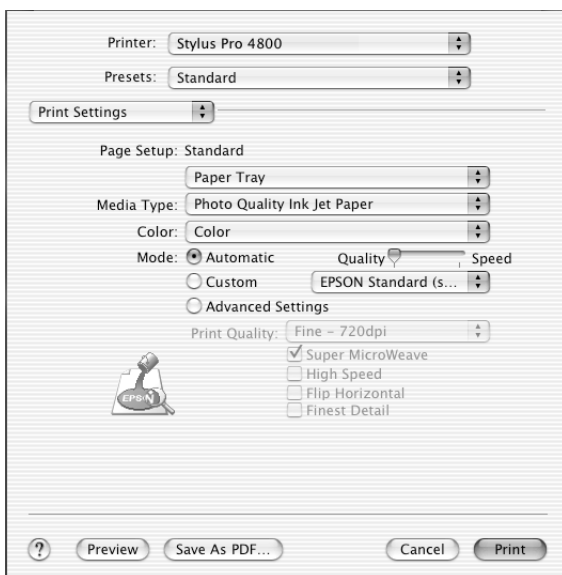 Printer: Stylus Pro 4800
Presets: Standard
Print Settings
Page Setup: Standard
Paper Tray
Media Type: Photo Quality Ink Jet Paper
Color: Color
Mode: Automatic Quality Speed
Custom EPSON Standard (s...
Advanced Settings
Print Quality: Fine – 720dpi
Super MicroWeave
High Speed
Flip Horizontal
Finest Detail
EPSON
? Preview Save As PDF... Cancel Print